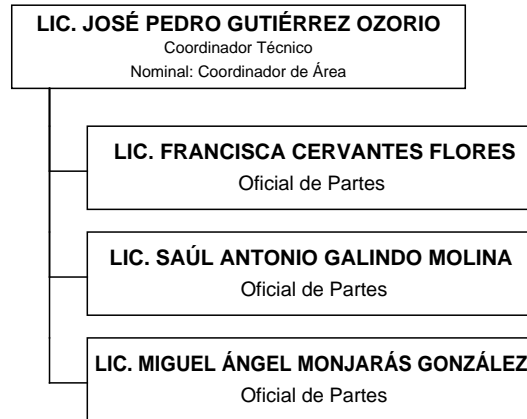 LIC. JOSÉ PEDRO GUTIÉRREZ OZORIO
Coordinador Técnico
Nominal: Coordinador de Área
LIC. FRANCISCA CERVANTES FLORES
Oficial de Partes
LIC. SAÚL ANTONIO GALINDO MOLINA
Oficial de Partes
LIC. MIGUEL ÁNGEL MONJARÁS GONZÁLEZ
Oficial de Partes